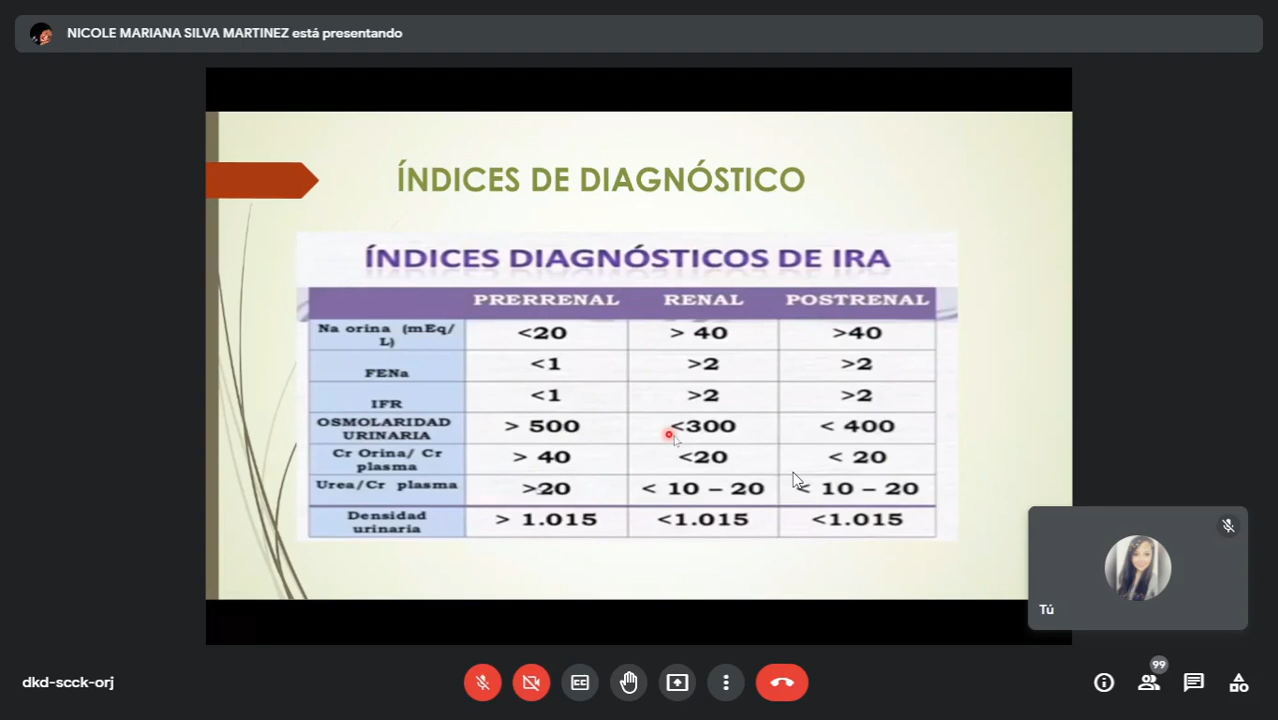 NICOLE MARIANA SILVA MARTINEZ está presentando
ÍNDICES DE DIAGNÓSTICO
ÍNDICES DIAGNÓSTICOS DE IRA
PRERRENAL RENAL POSTRENAL
Na orina (mEq/
L) <20 > 40 >40
FENa <1 >2 >2
IFR <1 >2 >2
OSMOLARIDAD
URINARIA > 500 <300 < 400
Cr Orina/ Cr
plasma > 40 <20 < 20
Urea/Cr plasma >20 < 10 – 20 < 10 – 20
Densidad
urinaria > 1.015 <1.015 <1.015
Tú
dkd-scck-orj
CC
99